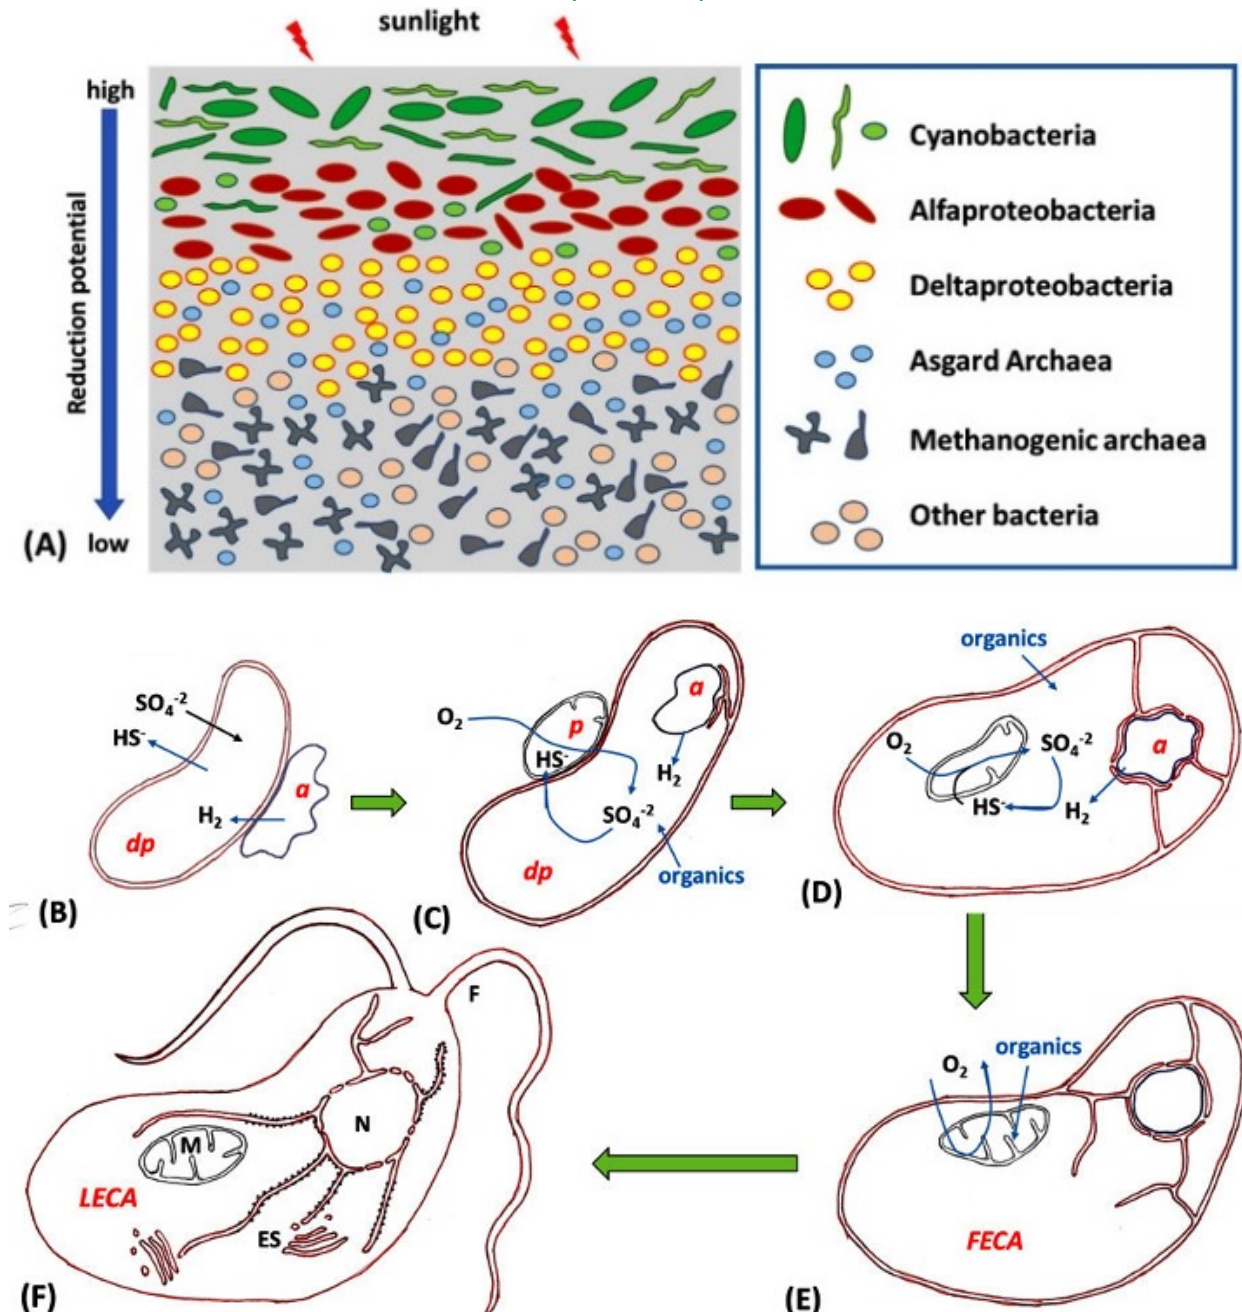 sunlight
high
Reduction potential
low
(A)
Cyanobacteria
Alfaproteobacteria
Deltaproteobacteria
Asgard Archaea
Methanogenic archaea
Other bacteria
SO₄⁻²
HS⁻
H₂
a
dp
(B)
O₂
p
HS⁻
a
H₂
SO₄⁻²
dp
organics
(C)
organics
O₂
SO₄⁻²
a
HS⁻
H₂
(D)
O₂
organics
FECA
(E)
F
N
M
LECA
ES
(F)